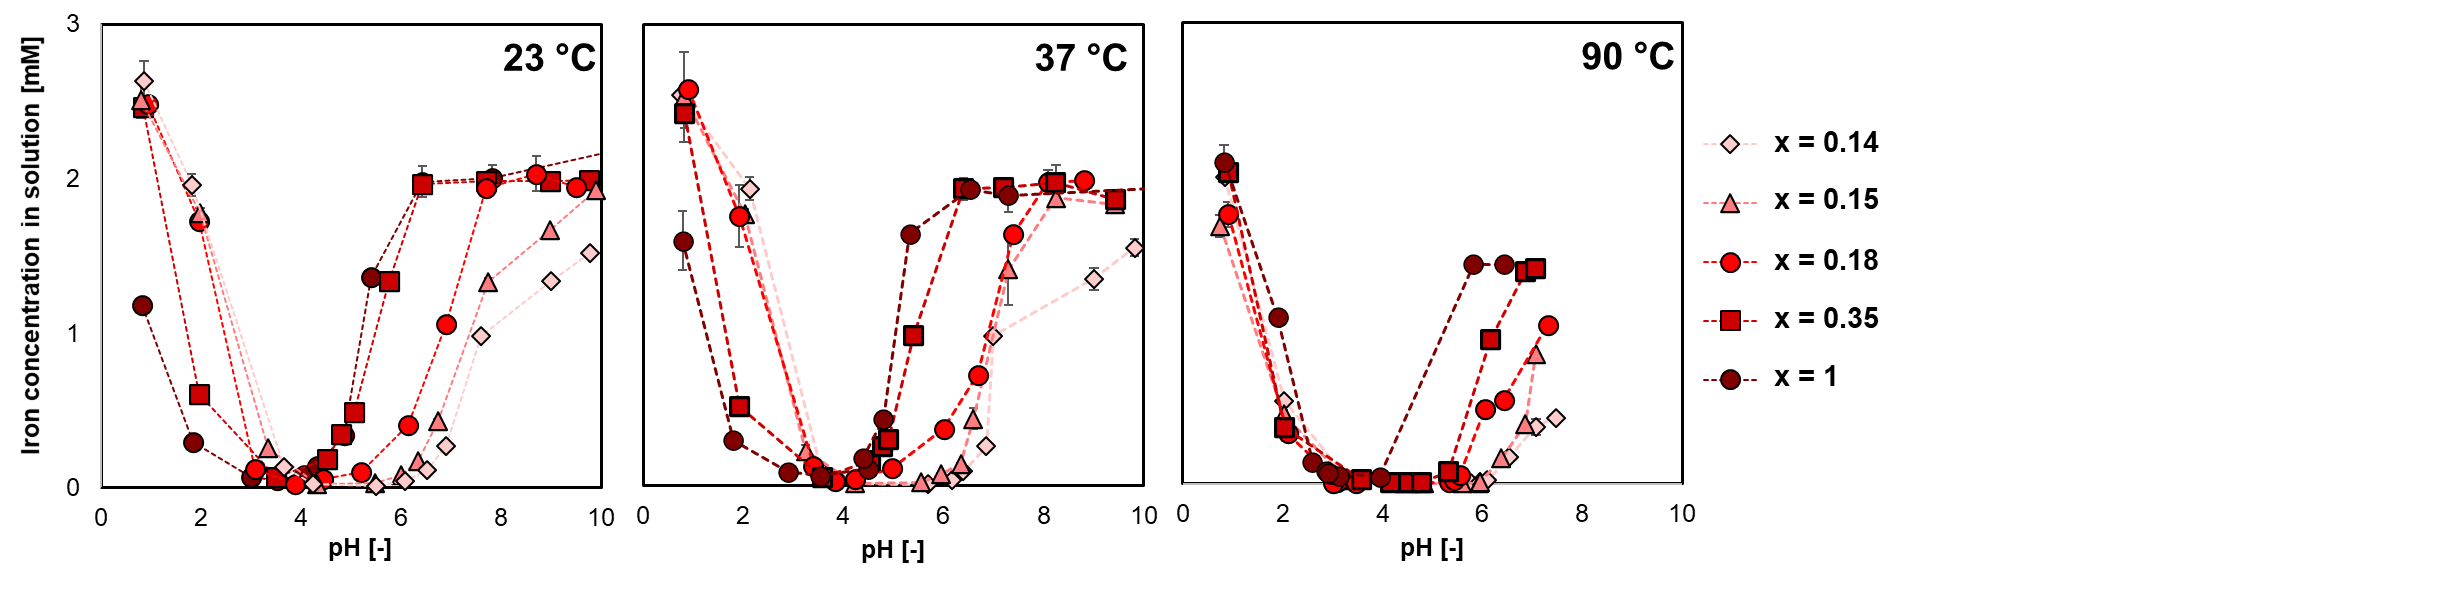 Iron concentration in solution [mM]
3
2
1
0
23 °C
0 2 4 6 8 10
pH [-]
37 °C
0 2 4 6 8 10
pH [-]
90 °C
0 2 4 6 8 10
pH [-]
x = 0.14
x = 0.15
x = 0.18
x = 0.35
x = 1